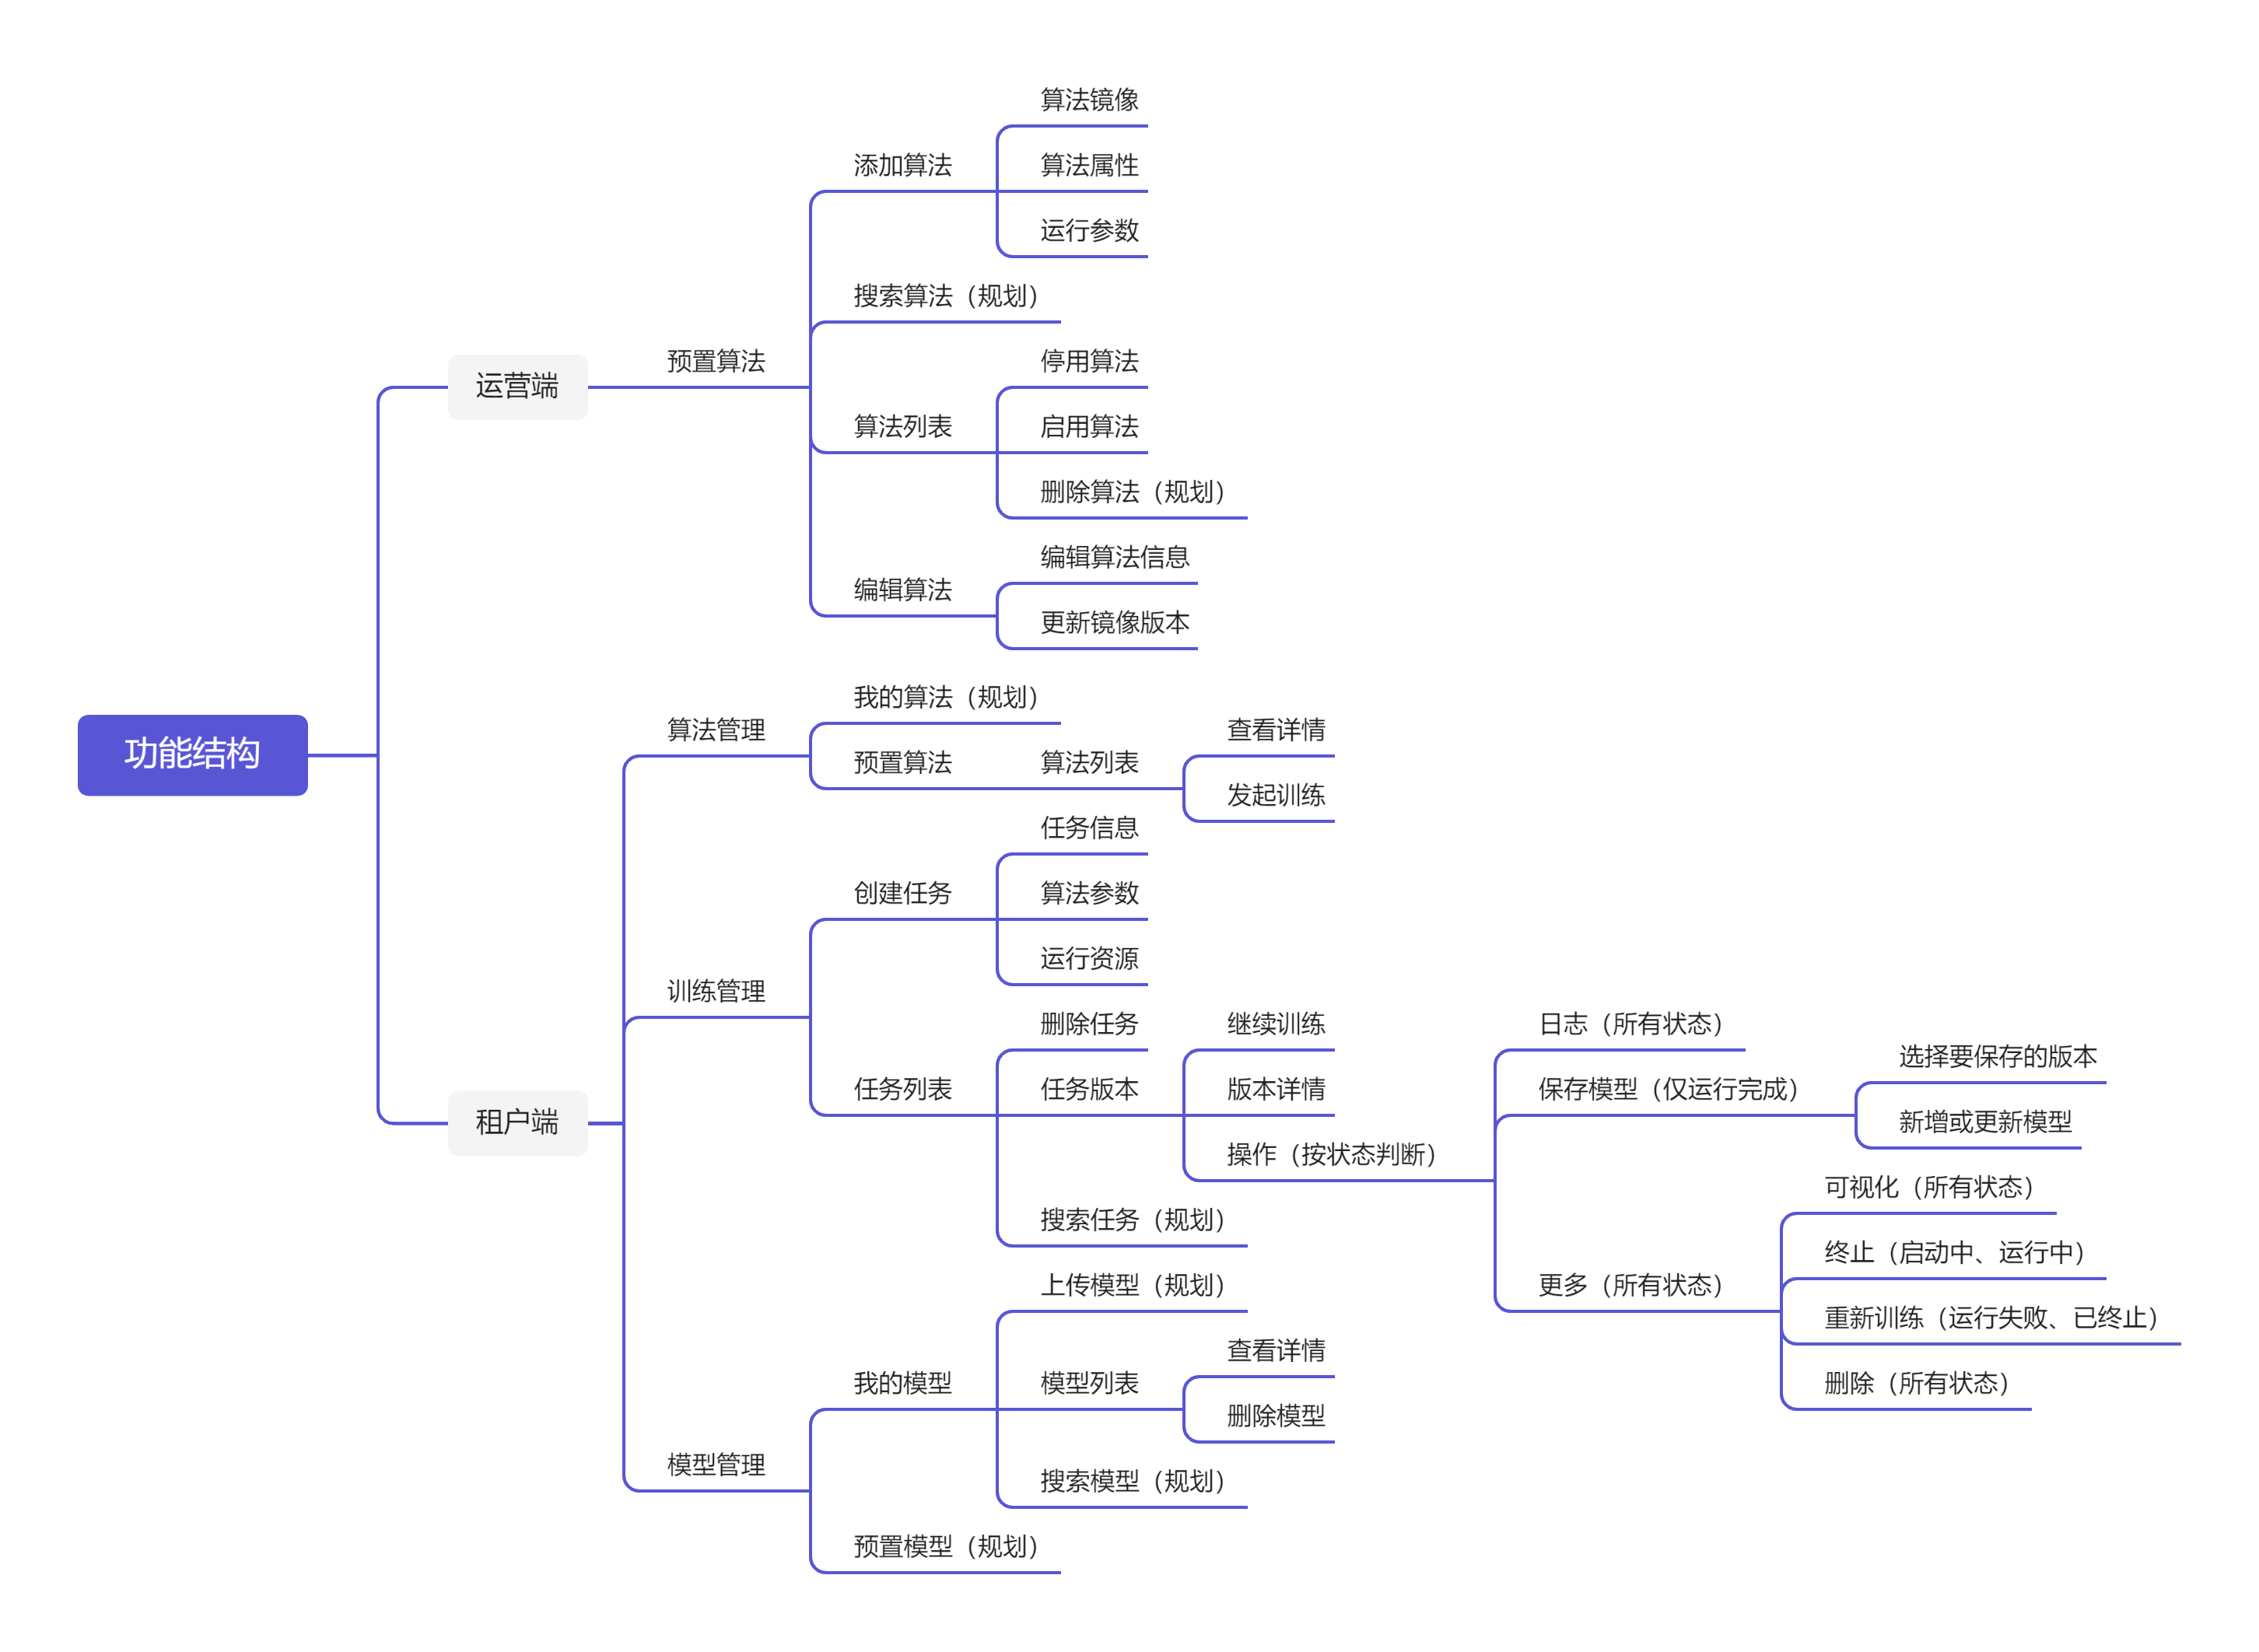 功能结构
运营端
预置算法
添加算法
算法镜像
算法属性
运行参数
搜索算法（规划）
算法列表
停用算法
启用算法
删除算法（规划）
编辑算法
编辑算法信息
更新镜像版本
租户端
算法管理
我的算法（规划）
预置算法
算法列表
查看详情
发起训练
训练管理
创建任务
任务信息
算法参数
运行资源
任务列表
删除任务
任务版本
继续训练
版本详情
操作（按状态判断）
日志（所有状态）
保存模型（仅运行完成）
选择要保存的版本
新增或更新模型
更多（所有状态）
可视化（所有状态）
终止（启动中、运行中）
重新训练（运行失败、已终止）
删除（所有状态）
搜索任务（规划）
模型管理
我的模型
上传模型（规划）
模型列表
查看详情
删除模型
搜索模型（规划）
预置模型（规划）